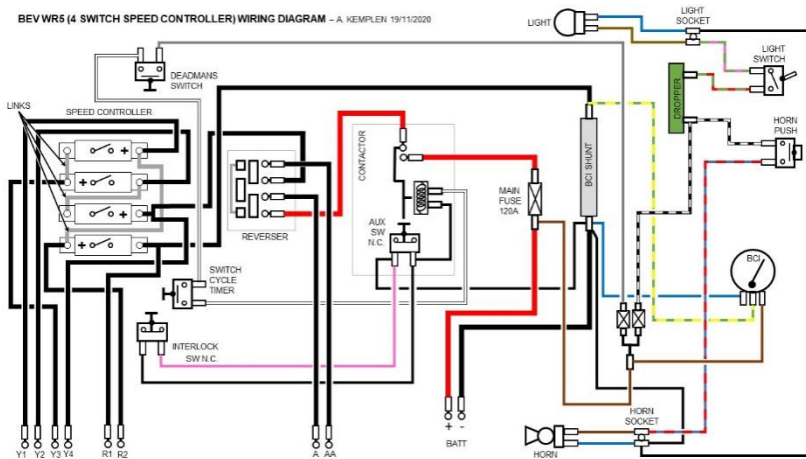 BEV WR5 (4 SWITCH SPEED CONTROLLER) WIRING DIAGRAM – A. KEMPLEN 19/11/2020
LIGHT
LIGHT
SOCKET
LIGHT
SWITCH
DEADMANS
SWITCH
DROPPER
LINKS
SPEED CONTROLLER
HORN
PUSH
CONTACTOR
BCI SHUNT
MAIN
FUSE
120A
+
+
+
+
REVERSER
AUX
SW
N.C.
BCI
SWITCH
CYCLE
TIMER
INTERLOCK
SW N.C.
HORN
SOCKET
+ -
BATT
HORN
Y1 Y2 Y3 Y4 R1 R2 A AA